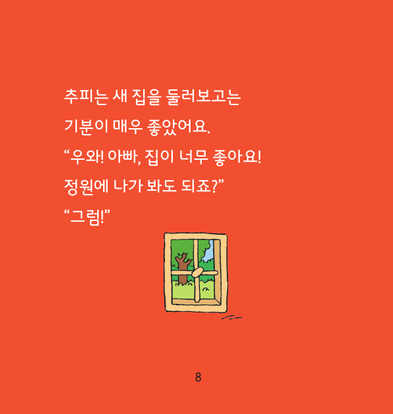 추피는 새 집을 둘러보고는
기분이 매우 좋았어요.
“우와! 아빠, 집이 너무 좋아요!
정원에 나가 봐도 되죠?”
“그럼!”
8